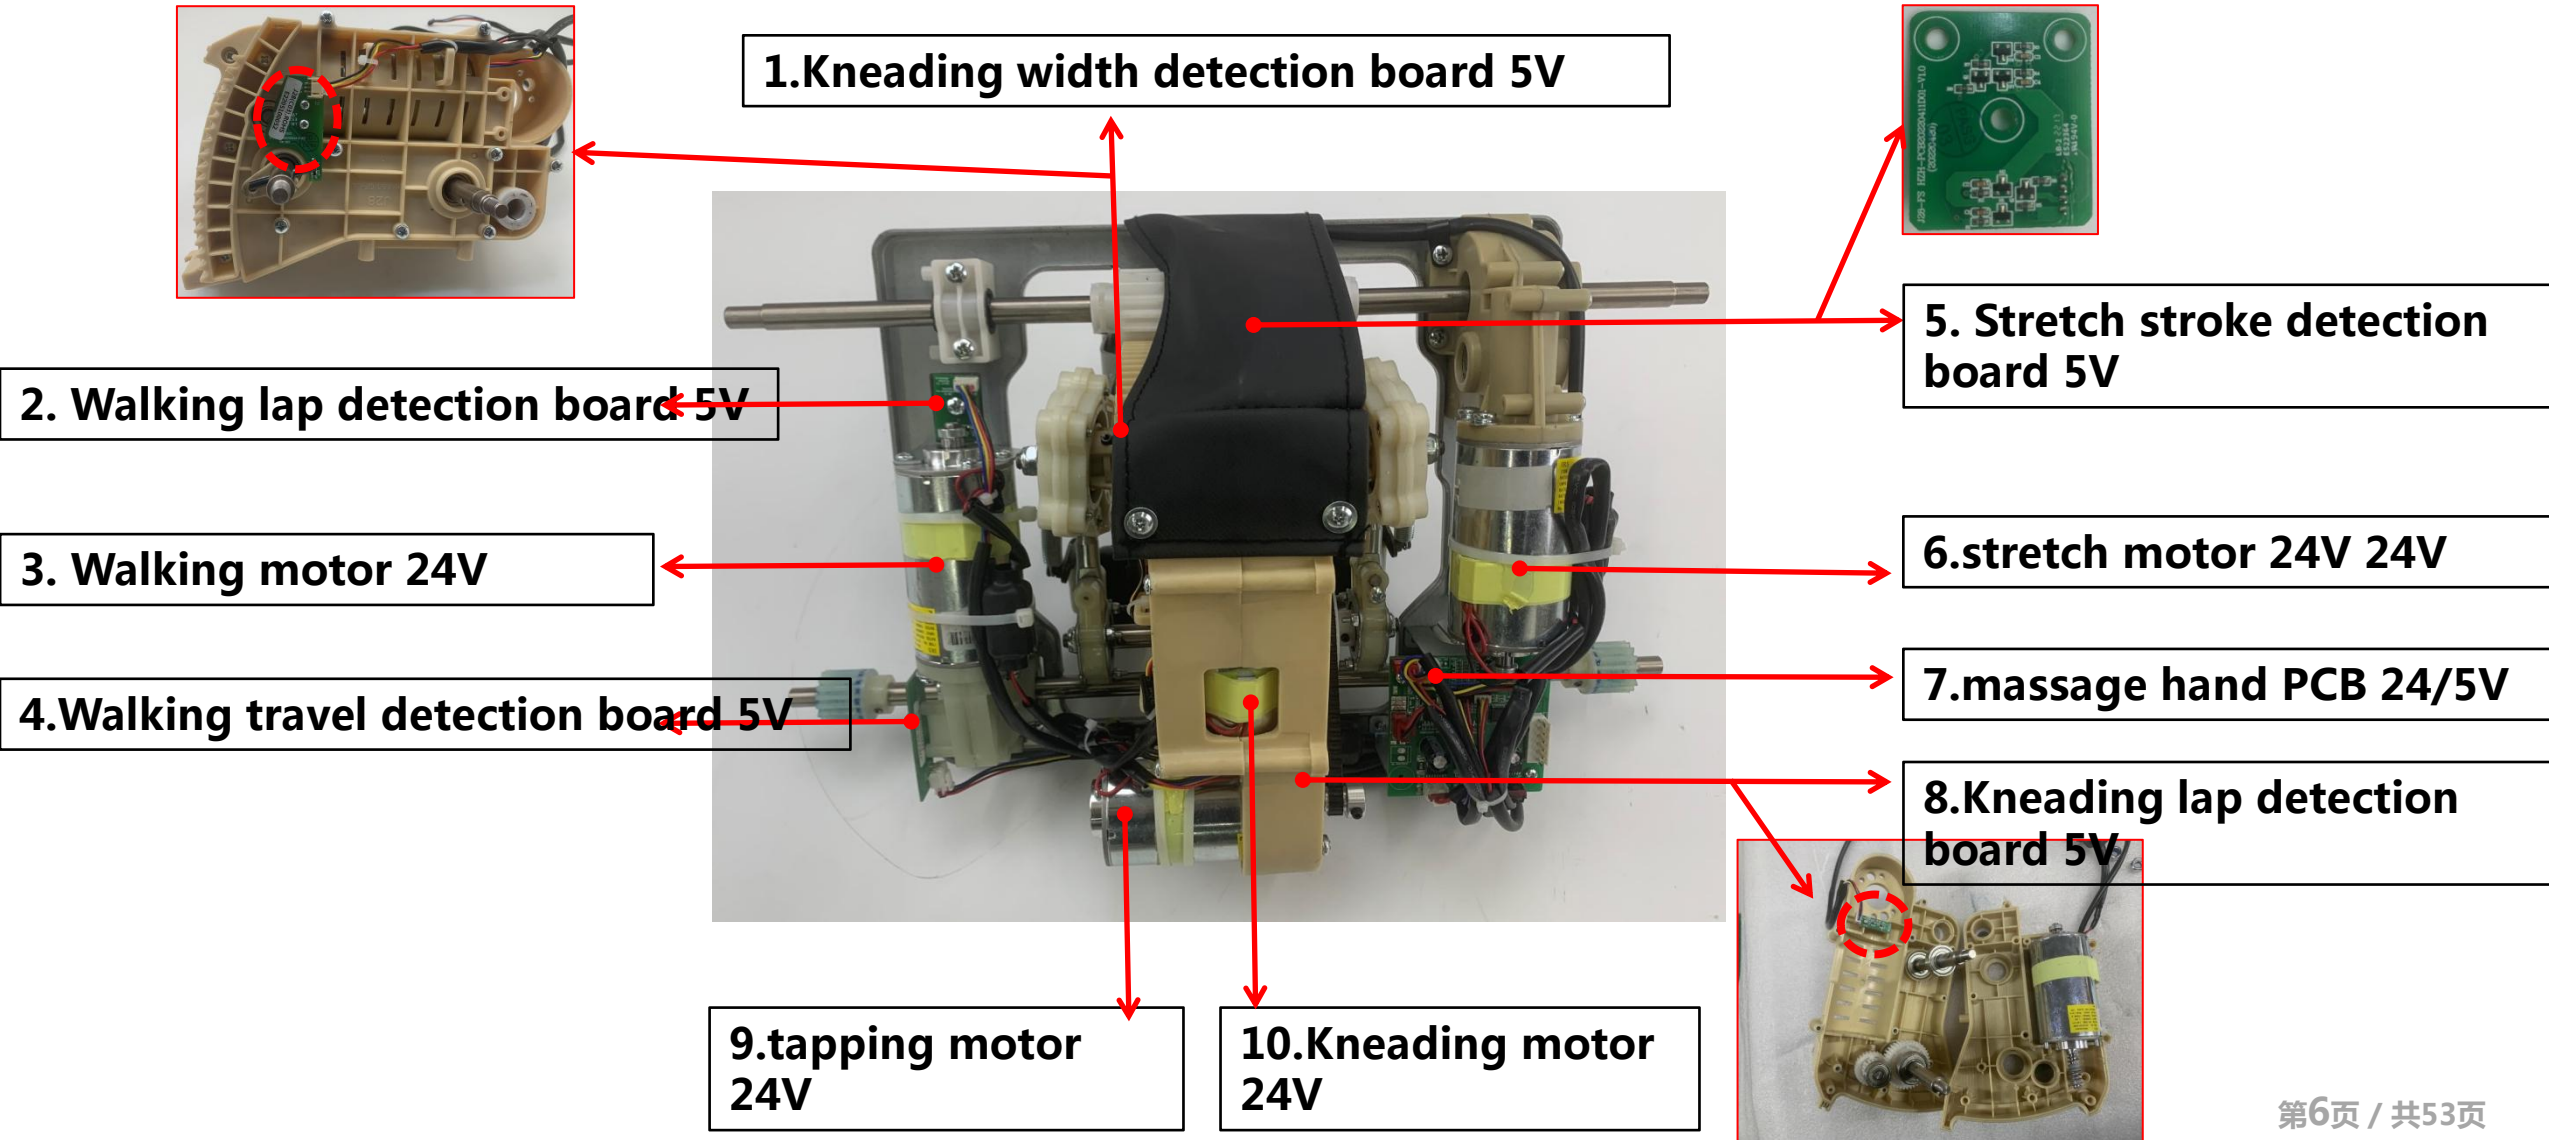 1.Kneading width detection board 5V
2. Walking lap detection board 5V
3. Walking motor 24V
4.Walking travel detection board 5V
5. Stretch stroke detection
board 5V
6.stretch motor 24V 24V
7.massage hand PCB 24/5V
8.Kneading lap detection
board 5V
9.tapping motor
24V
10.Kneading motor
24V
第6页 / 共53页